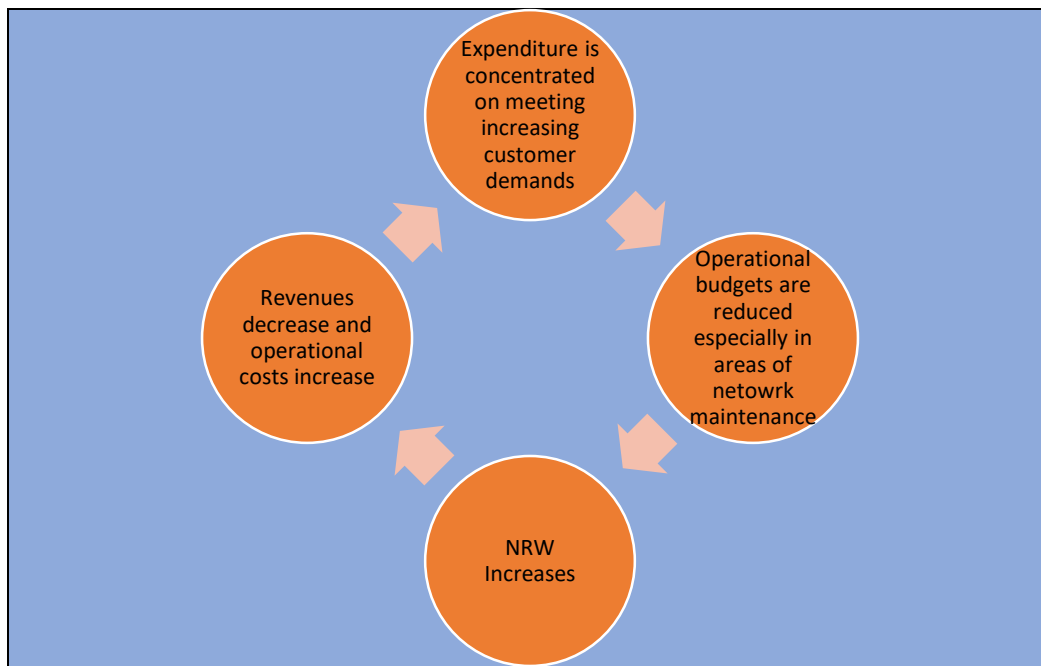 Expenditure is
concentrated
on meeting
increasing
customer
demands
Operational
budgets are
reduced
especially in
areas of
netowrk
maintenance
NRW
Increases
Revenues
decrease and
operational
costs increase